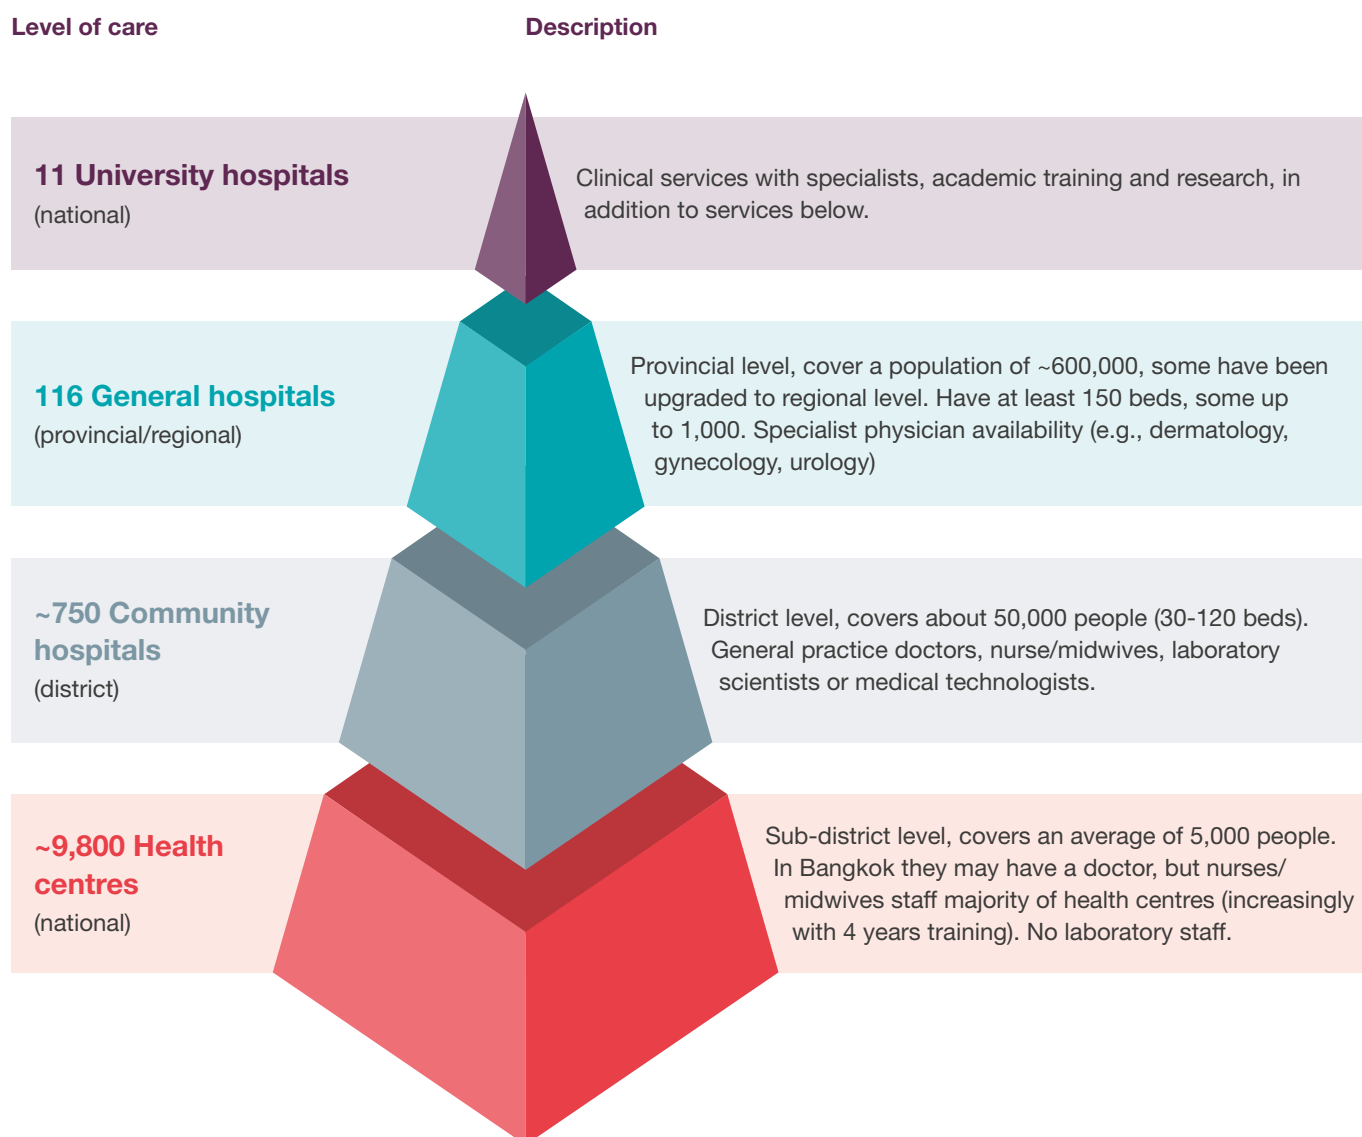 Level of care
Description
11 University hospitals
(national)
Clinical services with specialists, academic training and research, in
addition to services below.
116 General hospitals
(provincial/regional)
Provincial level, cover a population of ~600,000, some have been
upgraded to regional level. Have at least 150 beds, some up
to 1,000. Specialist physician availability (e.g., dermatology,
gynecology, urology)
~750 Community
hospitals
(district)
District level, covers about 50,000 people (30-120 beds).
General practice doctors, nurse/midwives, laboratory
scientists or medical technologists.
~9,800 Health
centres
(national)
Sub-district level, covers an average of 5,000 people.
In Bangkok they may have a doctor, but nurses/
midwives staff majority of health centres (increasingly
with 4 years training). No laboratory staff.